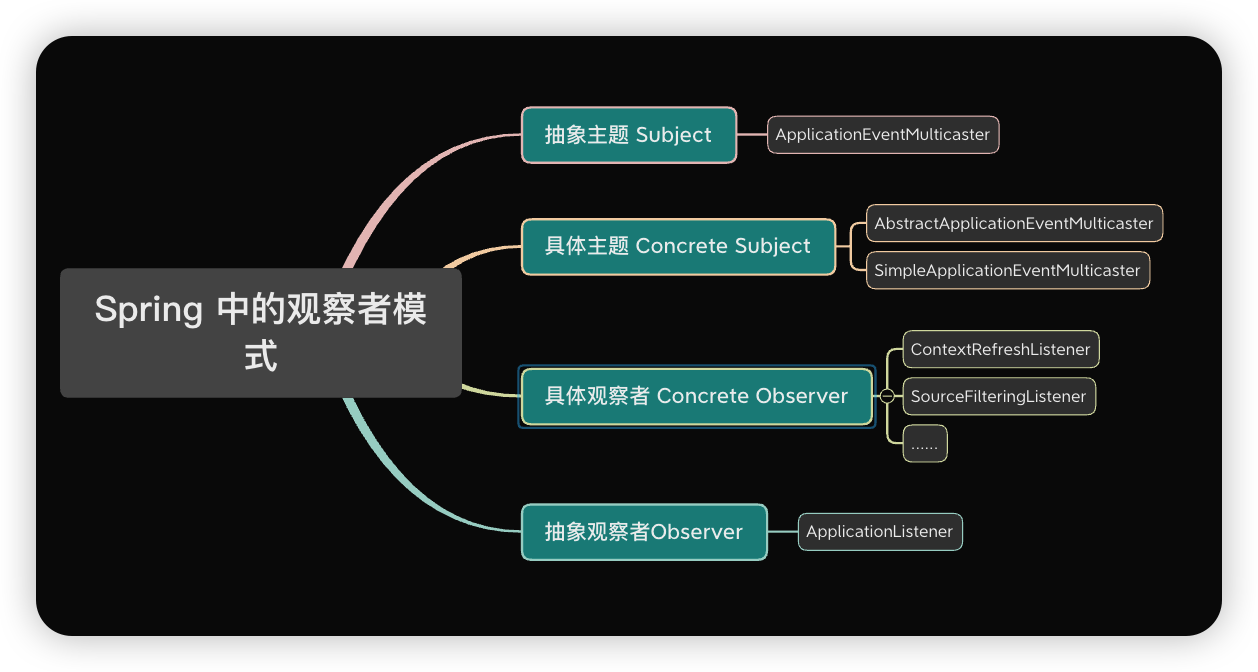 Spring 中的观察者模
式
抽象主题 Subject
ApplicationEventMulticaster
具体主题 Concrete Subject
AbstractApplicationEventMulticaster
SimpleApplicationEventMulticaster
具体观察者 Concrete Observer
ContextRefreshListener
SourceFilteringListener
......
抽象观察者Observer
ApplicationListener